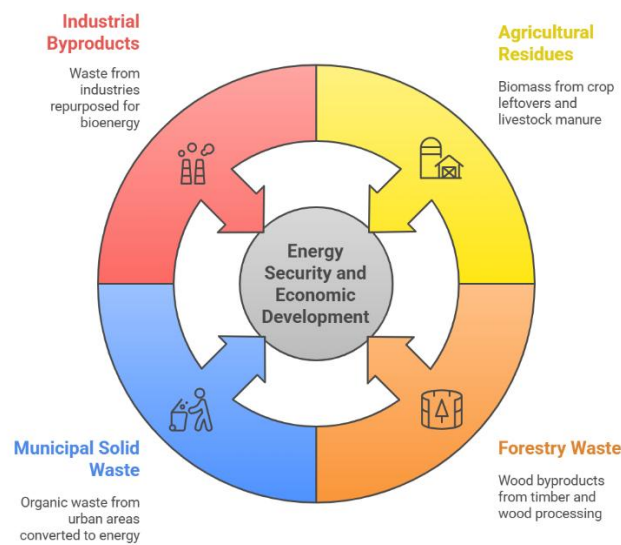 Industrial
Byproducts
Waste from
industries
repurposed for
bioenergy
Agricultural
Residues
Biomass from crop
leftovers and
livestock manure
Energy
Security and
Economic
Development
Municipal Solid
Waste
Organic waste from
urban areas
converted to energy
Forestry Waste
Wood byproducts
from timber and
wood processing